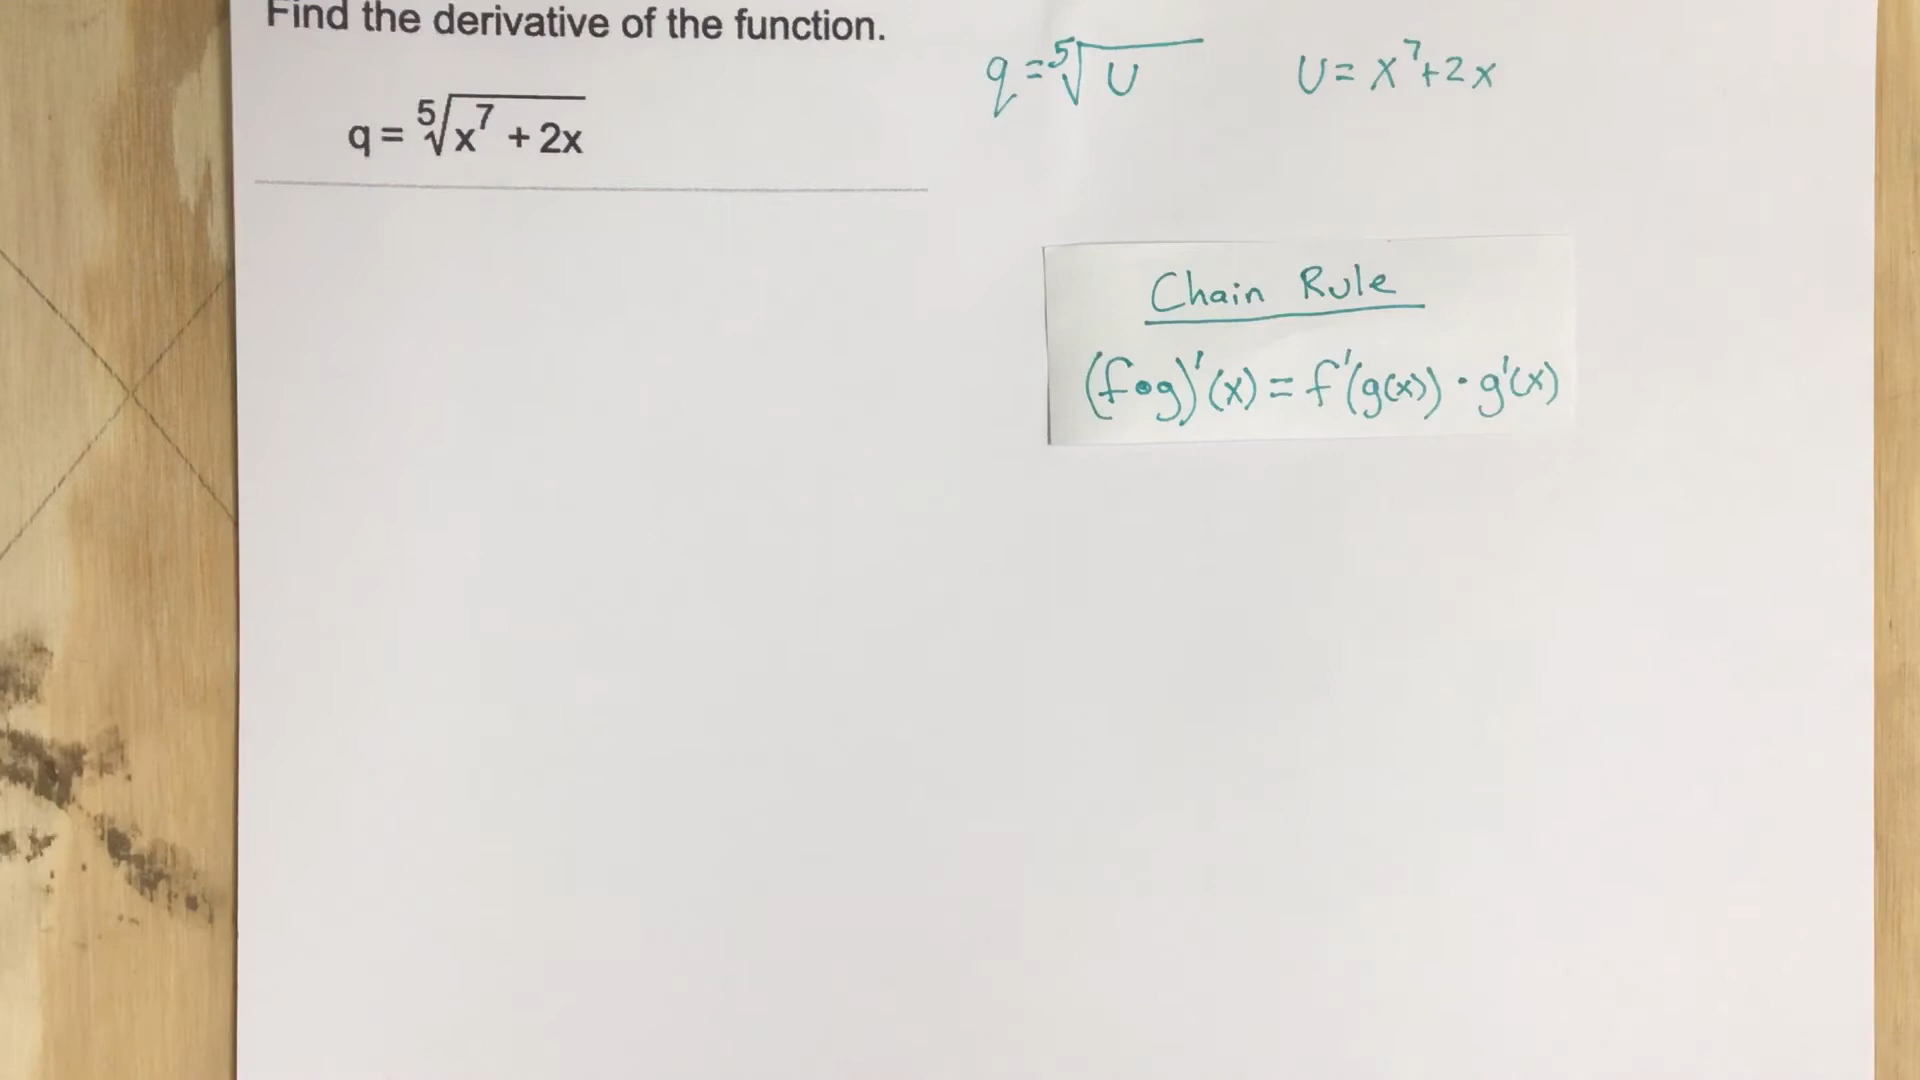 Find the derivative of the function.
q = ⁵√(x⁷ + 2x)
q = ⁵√U
U = x⁷ + 2x
Chain Rule
(f∘g)'(x) = f'(g(x)) · g'(x)